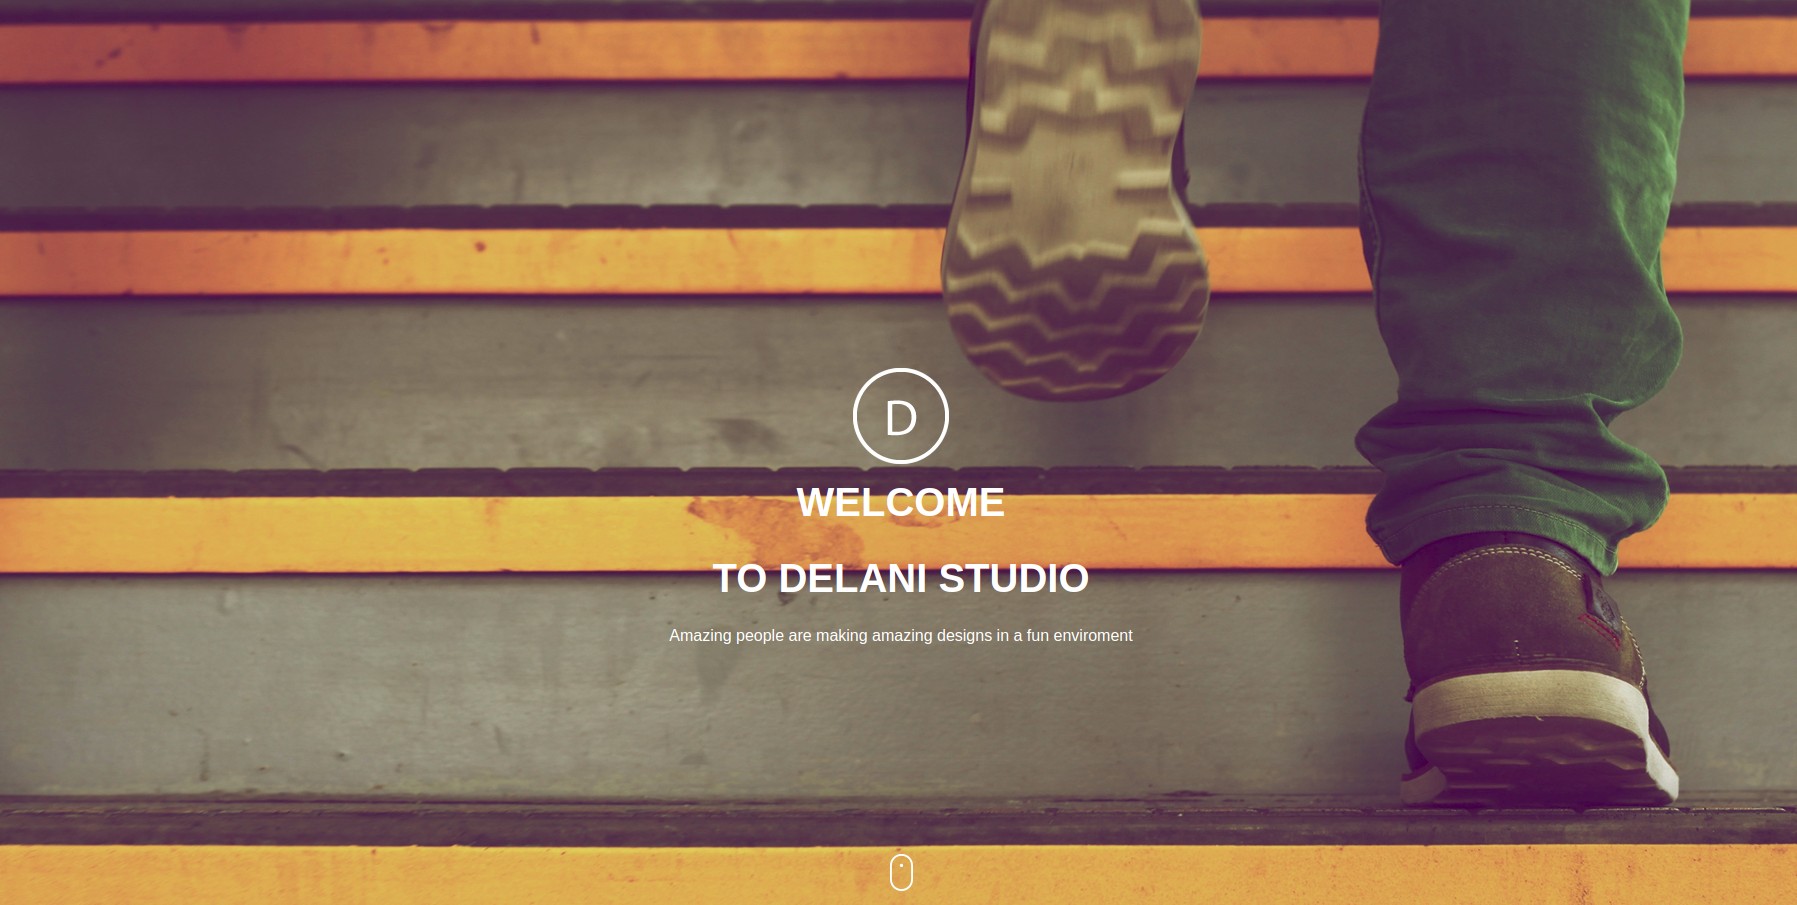 D
WELCOME
TO DELANI STUDIO
Amazing people are making amazing designs in a fun enviroment